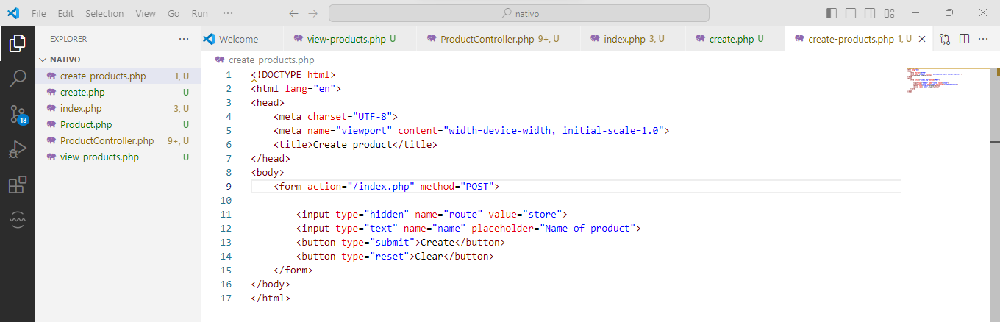 File Edit Selection View Go Run ··· nativo
EXPLORER ···
NATIVO
create-products.php 1, U
create.php U
index.php 3, U
Product.php U
ProductController.php 9+, U
view-products.php U
18
Welcome view-products.php U ProductController.php 9+, U index.php 3, U create.php U create-products.php 1, U
create-products.php
1 <!DOCTYPE html>
2 <html lang="en">
3 <head>
4 <meta charset="UTF-8">
5 <meta name="viewport" content="width=device-width, initial-scale=1.0">
6 <title>Create product</title>
7 </head>
8 <body>
9 <form action="/index.php" method="POST">
10
11 <input type="hidden" name="route" value="store">
12 <input type="text" name="name" placeholder="Name of product">
13 <button type="submit">Create</button>
14 <button type="reset">Clear</button>
15 </form>
16 </body>
17 </html>